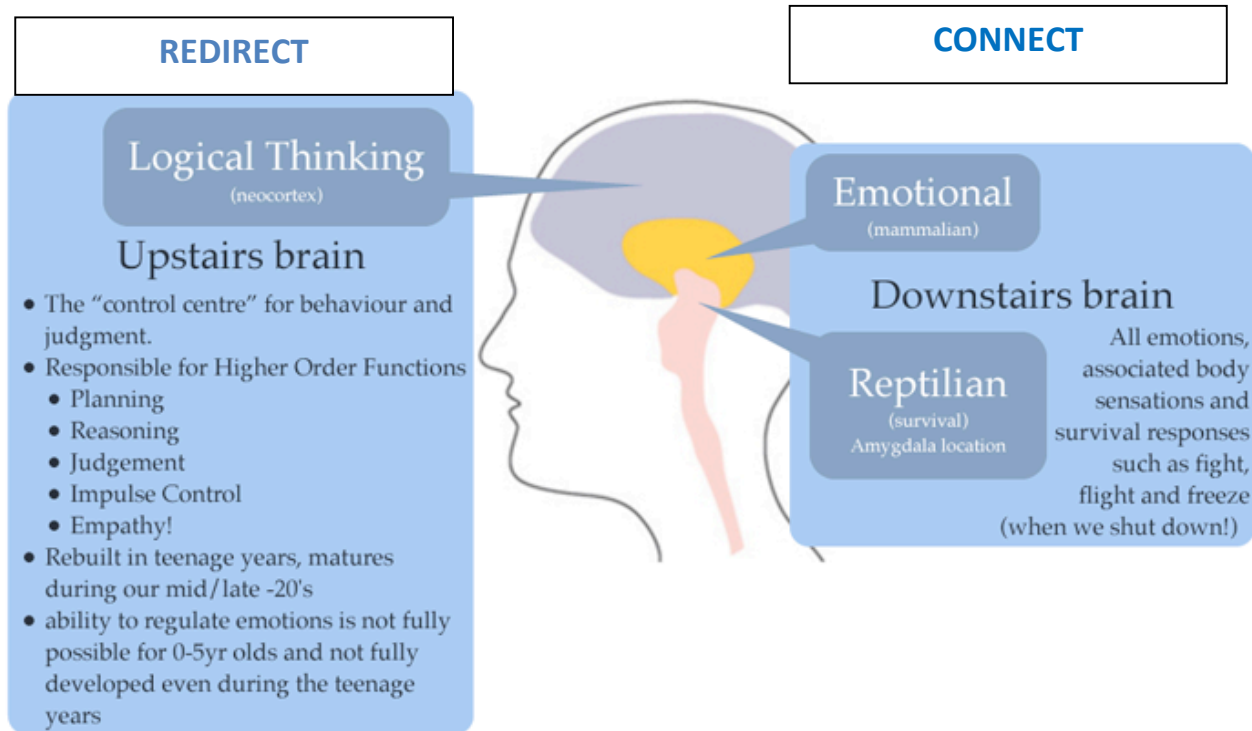 REDIRECT
Logical Thinking
(neocortex)
Upstairs brain
• The “control centre” for behaviour and
judgment.
• Responsible for Higher Order Functions
• Planning
• Reasoning
• Judgement
• Impulse Control
• Empathy!
• Rebuilt in teenage years, matures
during our mid/late -20's
• ability to regulate emotions is not fully
possible for 0-5yr olds and not fully
developed even during the teenage
years
CONNECT
Emotional
(mammalian)
Downstairs brain
Reptilian
(survival)
Amygdala location
All emotions,
associated body
sensations and
survival responses
such as fight,
flight and freeze
(when we shut down!)